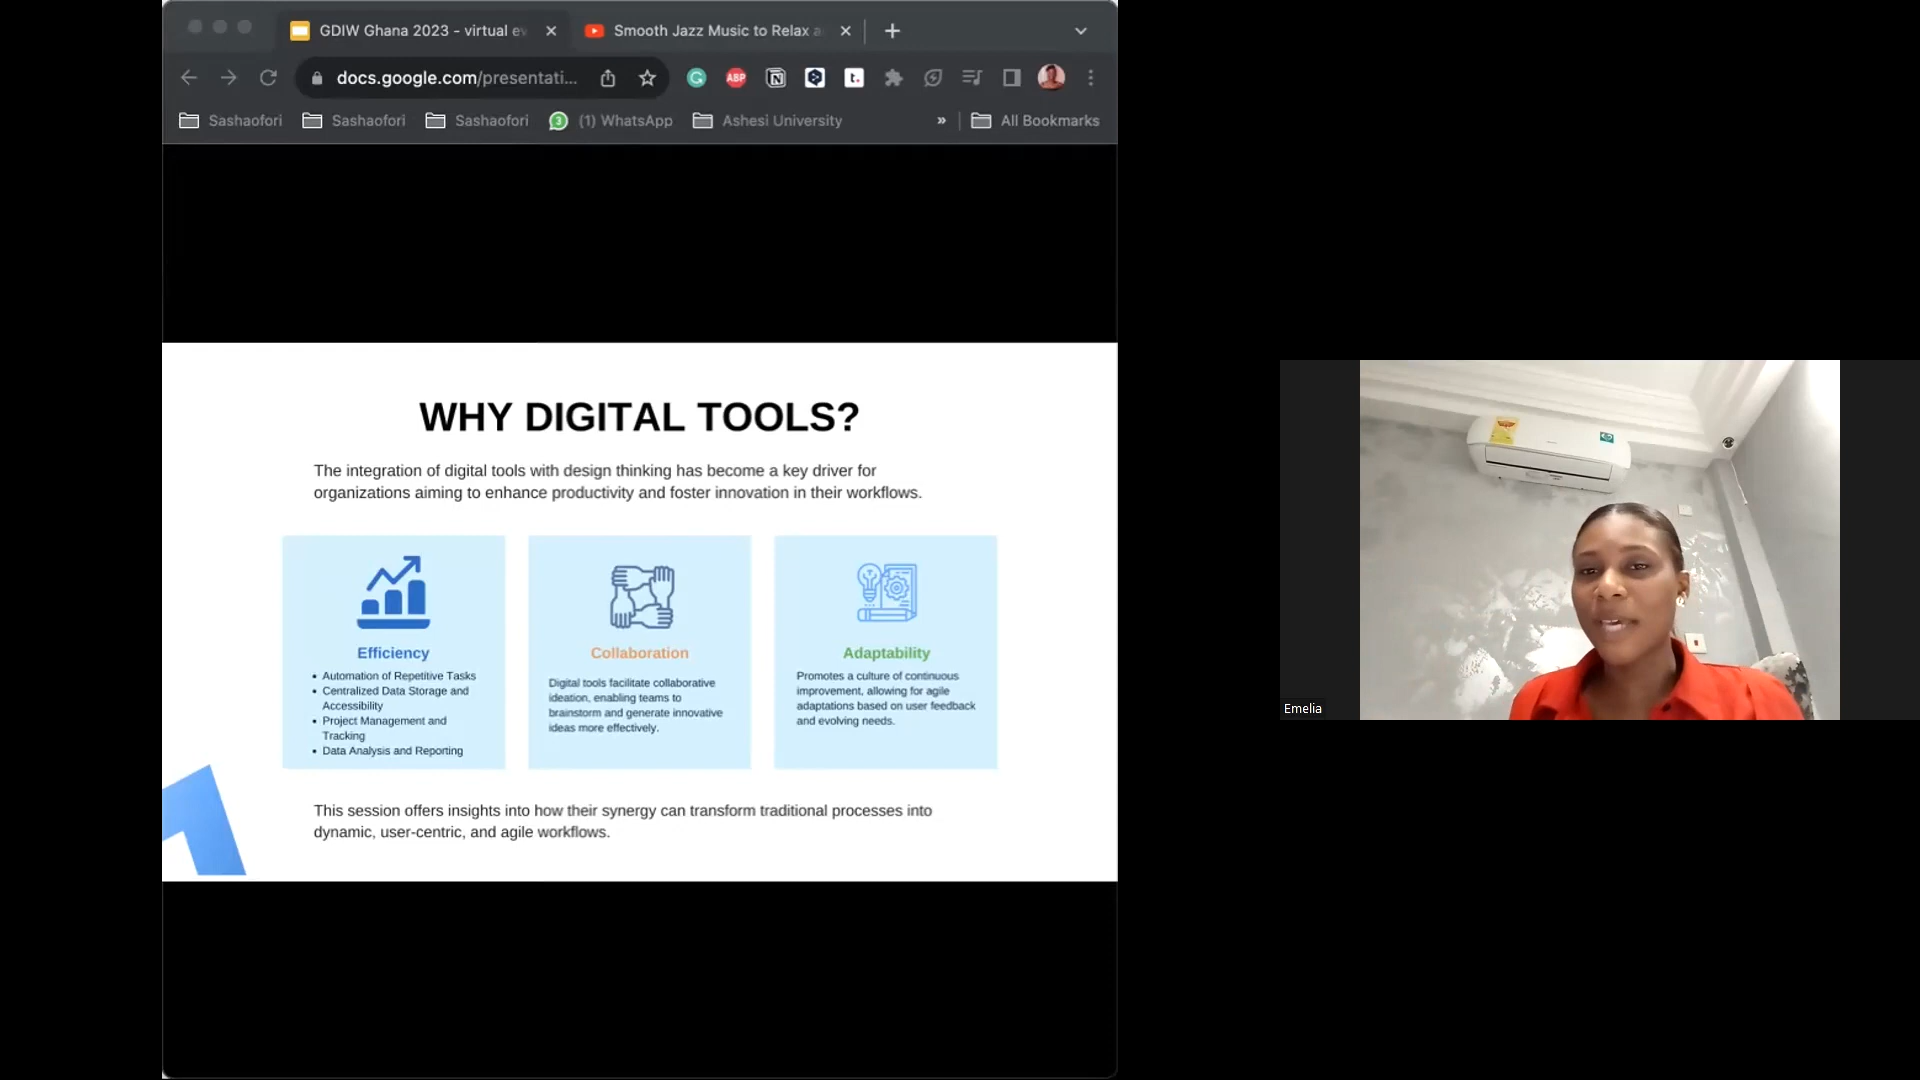 GDIW Ghana 2023 - virtual ev
Smooth Jazz Music to Relax a
docs.google.com/presentati...
ABP
N
t.
Sashaofori
Sashaofori
Sashaofori
3
(1) WhatsApp
Ashesi University
»
All Bookmarks
WHY DIGITAL TOOLS?
The integration of digital tools with design thinking has become a key driver for
organizations aiming to enhance productivity and foster innovation in their workflows.
Efficiency
• Automation of Repetitive Tasks
• Centralized Data Storage and
Accessibility
• Project Management and
Tracking
• Data Analysis and Reporting
Collaboration
Digital tools facilitate collaborative
ideation, enabling teams to
brainstorm and generate innovative
ideas more effectively.
Adaptability
Promotes a culture of continuous
improvement, allowing for agile
adaptations based on user feedback
and evolving needs.
This session offers insights into how their synergy can transform traditional processes into
dynamic, user-centric, and agile workflows.
Emelia